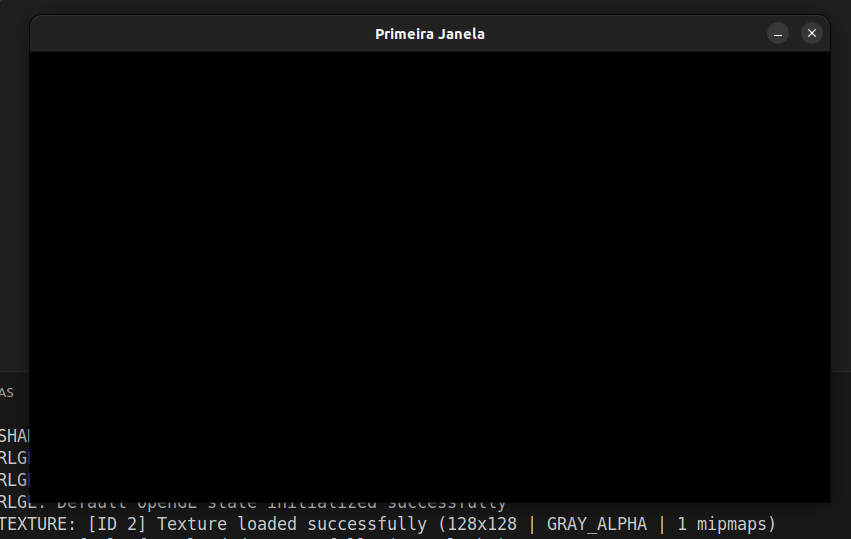 Primeira Janela
AS
SHA
RLG
RLG
RLGL: Default OpenGL state initialized successfully
TEXTURE: [ID 2] Texture loaded successfully (128x128 | GRAY_ALPHA | 1 mipmaps)